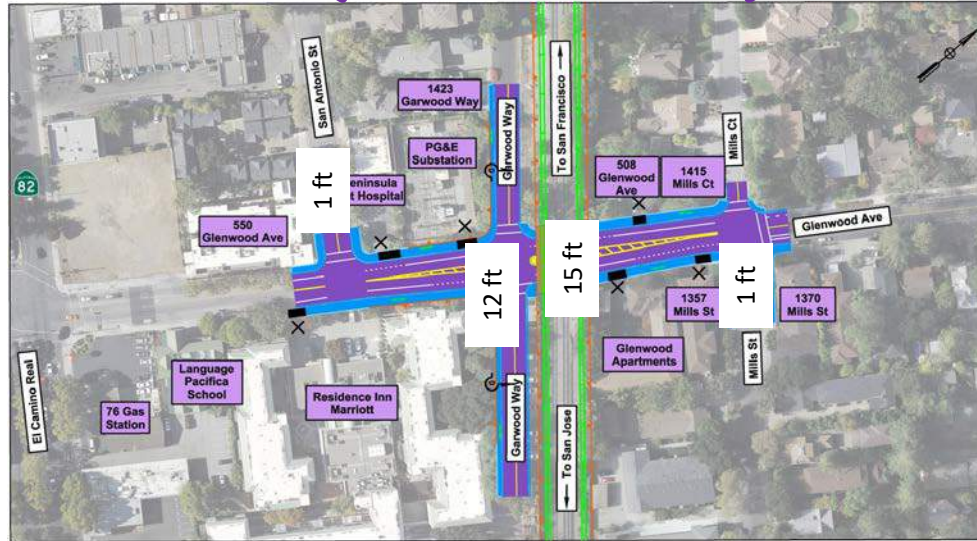 San Antonio St
1423
Garwood Way
Garwood Way
To San Francisco
Mills Ct
PG&E
Substation
508
Glenwood
Ave
1415
Mills Ct
82
1 ft
eninsula
t Hospital
550
Glenwood Ave
Glenwood Ave
12 ft
15 ft
1 ft
1357
Mills St
1370
Mills St
El Camino Real
Language
Pacifica
School
76 Gas
Station
Residence Inn
Marriott
Garwood Way
To San Jose
Glenwood
Apartments
Mills St